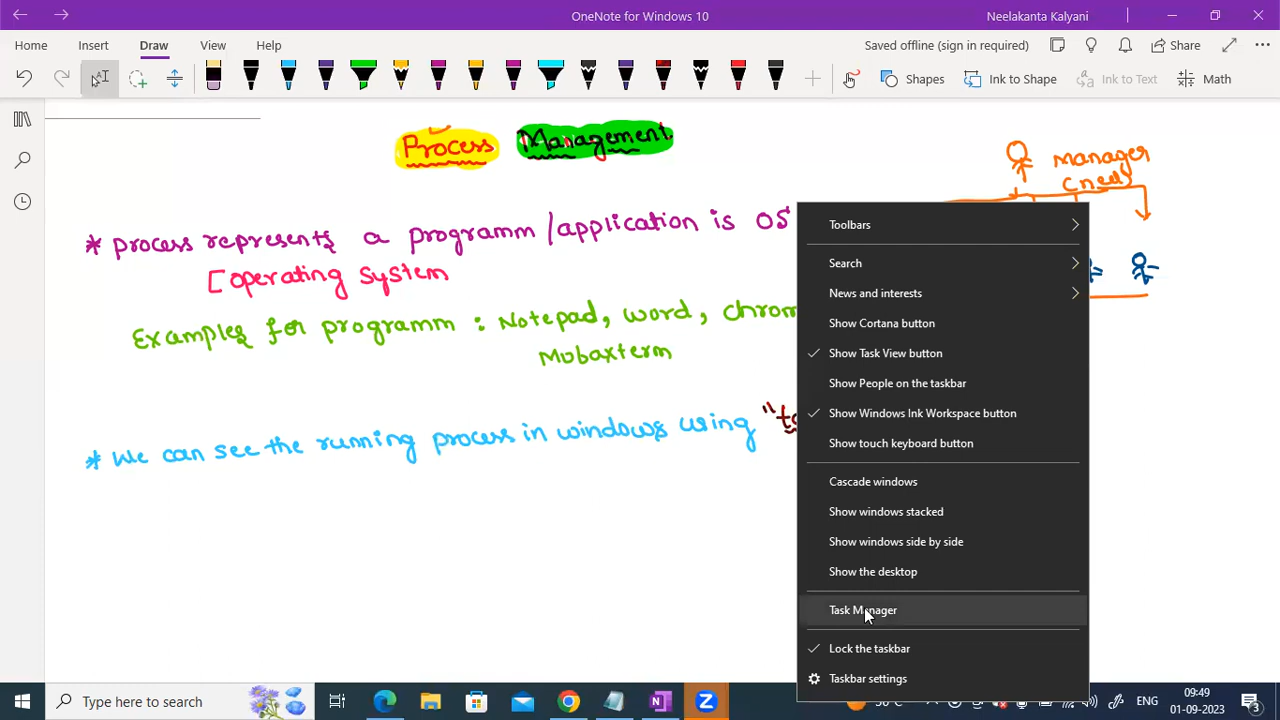 OneNote for Windows 10
Neelakanta Kalyani
Home Insert Draw View Help
Saved offline (sign in required)
Share
Ink to Shape
Shapes
Ink to Text
Math
Process Management
Manager
* process represents a programm/application is OS
[operating system
Examples for programm : Notepad, word, chrom
Mobaxterm
* We can see the running process in windows using "ta
Toolbars
Search
News and interests
Show Cortana button
Show Task View button
Show People on the taskbar
Show Windows Ink Workspace button
Show touch keyboard button
Cascade windows
Show windows stacked
Show windows side by side
Show the desktop
Task Manager
Lock the taskbar
Taskbar settings
Type here to search
ENG
09:49
01-09-2023
3